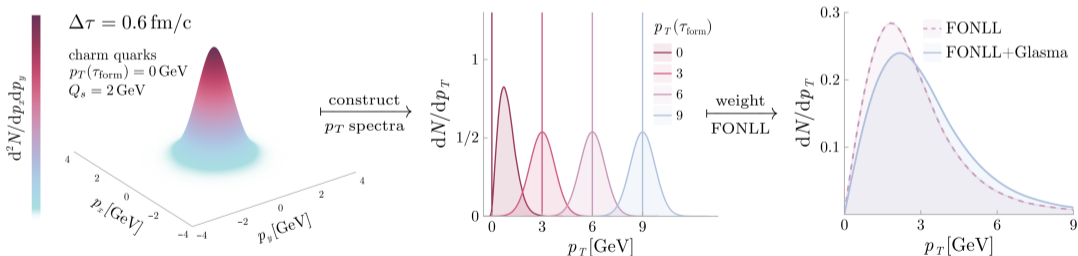 Δτ = 0.6 fm/c
charm quarks
p_T(τ_form) = 0 GeV
Q_s = 2 GeV
d²N/dp_z dp_y
4
2
0
−2
−4
p_x[GeV]
−4
−2
0
2
4
p_y[GeV]
construct
p_T spectra
dN/dp_T
1
1/2
0
p_T(τ_form)
0
3
6
9
0
3
6
9
p_T[GeV]
weight
FONLL
dN/dp_T
0.3
0.2
0.1
FONLL
FONLL+Glasma
0
3
6
9
p_T[GeV]